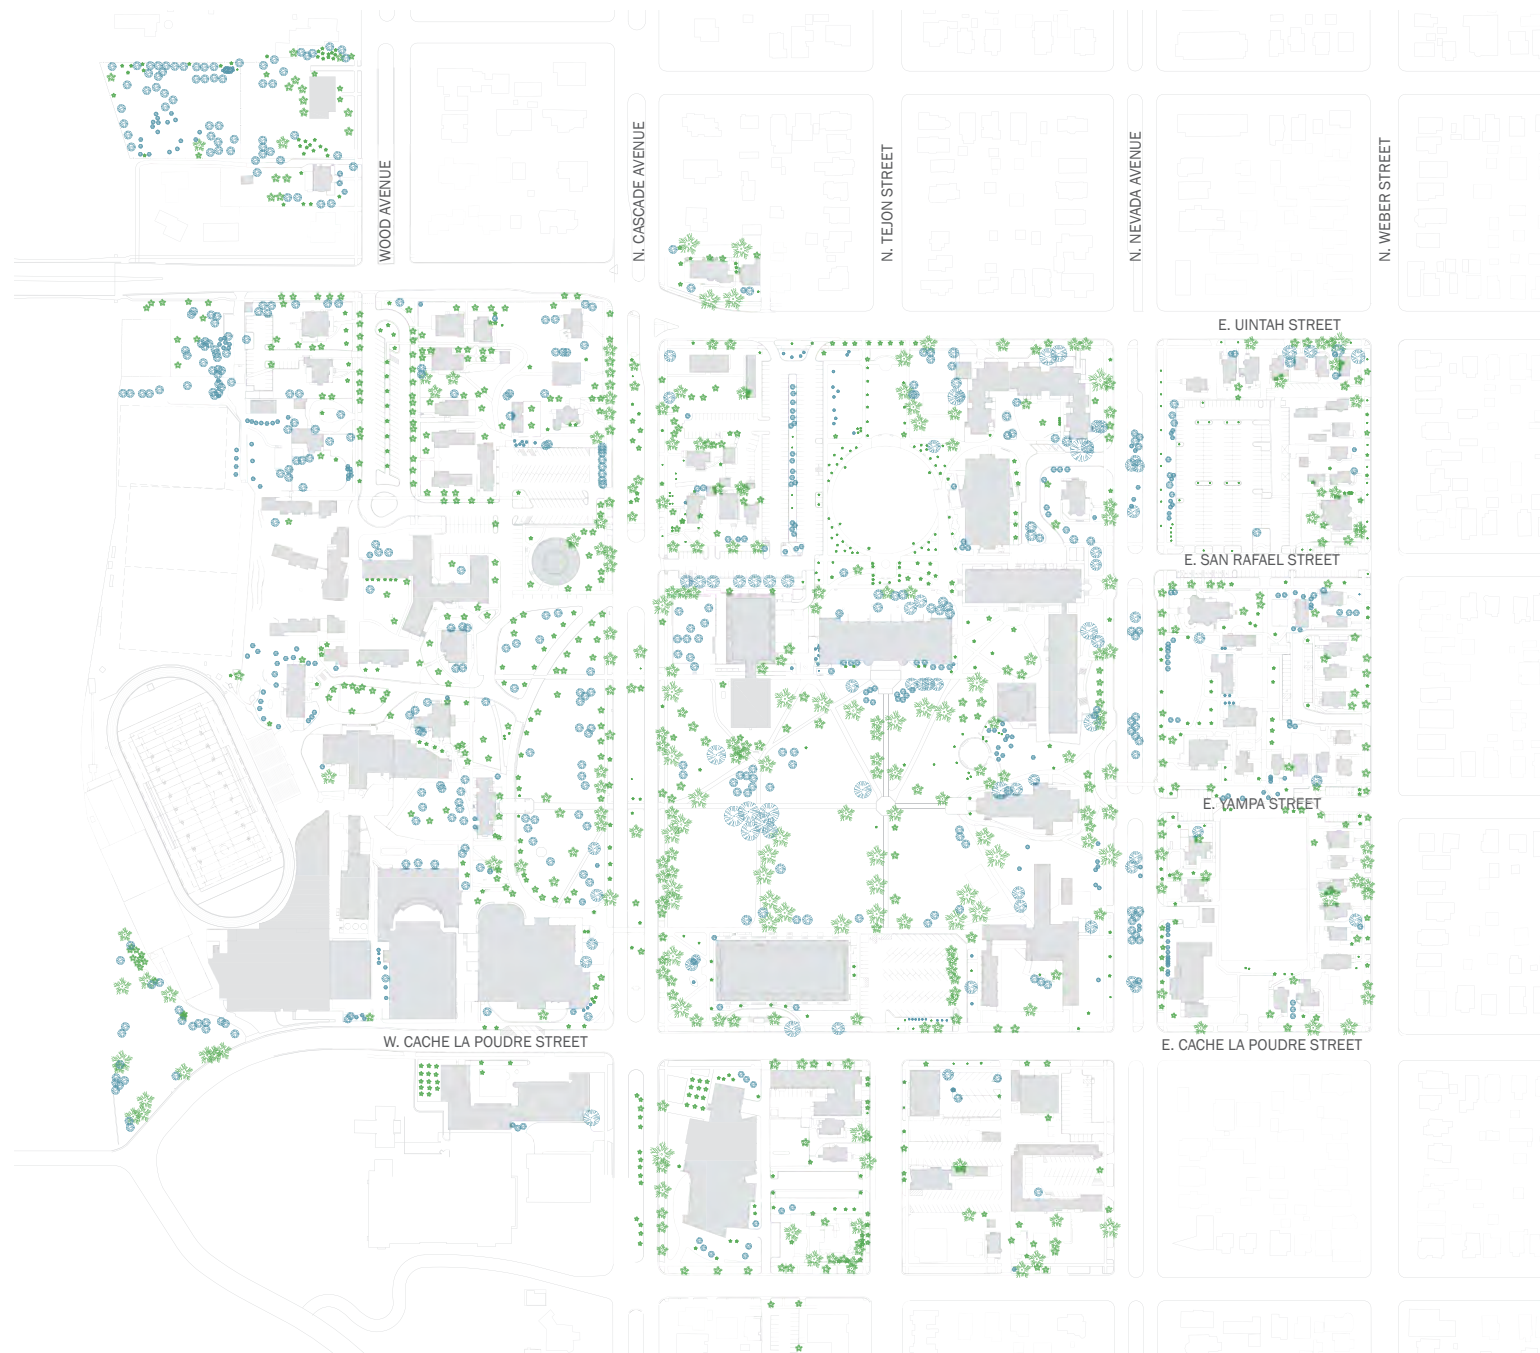 WOOD AVENUE
N. CASCADE AVENUE
N. TEJON STREET
N. NEVADA AVENUE
N. WEBER STREET
E. UINTAH STREET
E. SAN RAFAEL STREET
E. YAMPA STREET
W. CACHE LA POUDRE STREET
E. CACHE LA POUDRE STREET